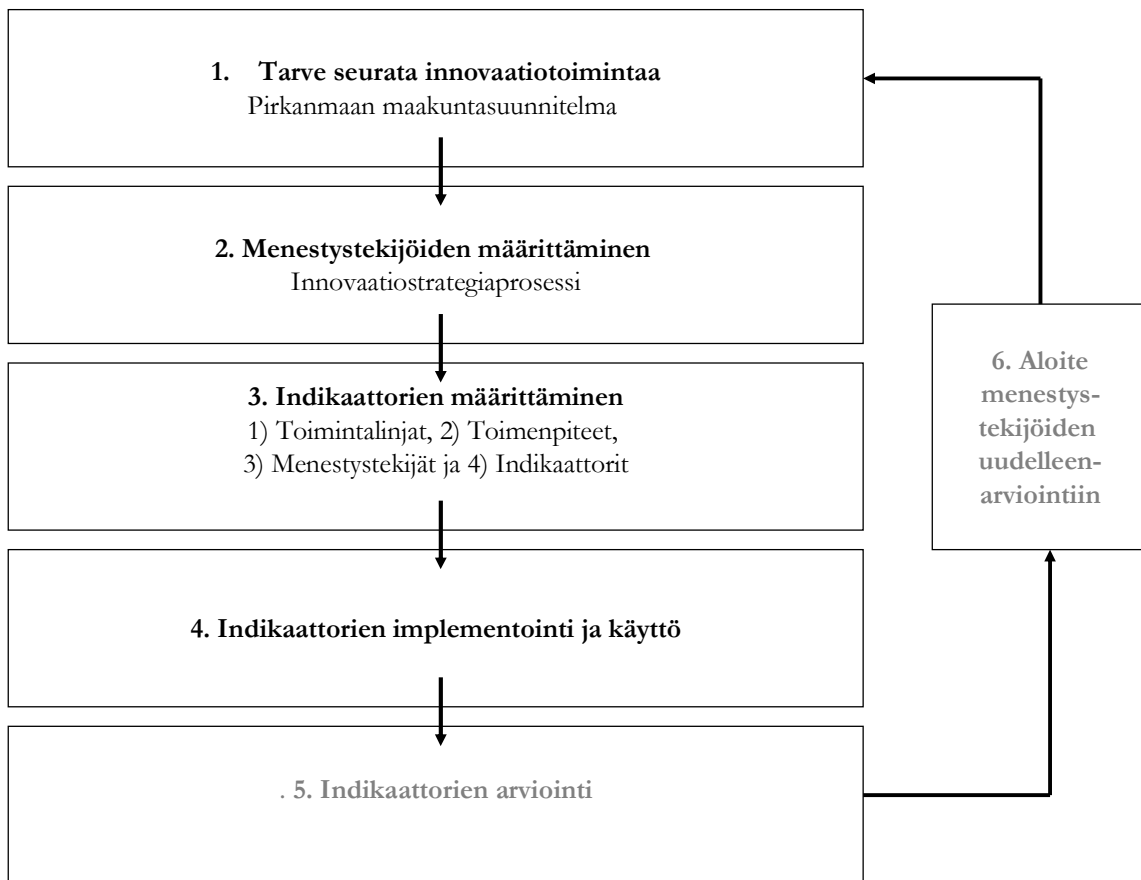 1. Tarve seurata innovaatiotoimintaa
Pirkanmaan maakuntasuunnitelma
2. Menestystekijöiden määrittäminen
Innovaatiostrategiaprosessi
3. Indikaattorien määrittäminen
1) Toimintalinjat, 2) Toimenpiteet,
3) Menestystekijät ja 4) Indikaattorit
4. Indikaattorien implementointi ja käyttö
. 5. Indikaattorien arviointi
6. Aloite
menestys-
tekijöiden
uudelleen-
arviointiin